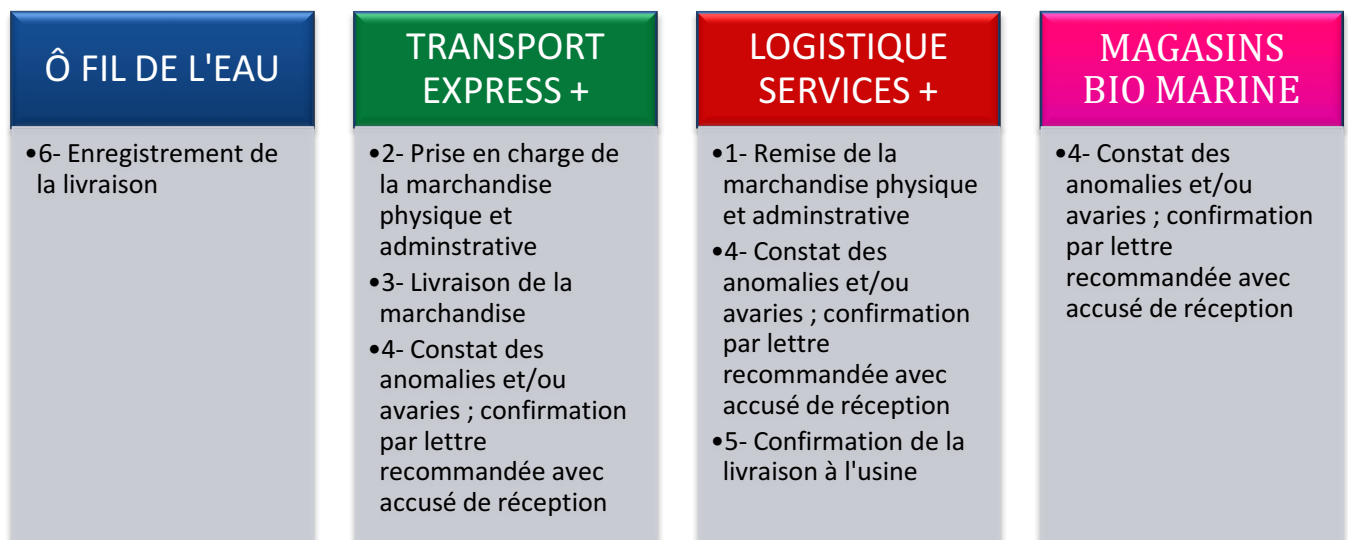 Ô FIL DE L'EAU
•6- Enregistrement de
la livraison
TRANSPORT
EXPRESS +
•2- Prise en charge de
la marchandise
physique et
adminstrative
•3- Livraison de la
marchandise
•4- Constat des
anomalies et/ou
avaries ; confirmation
par lettre
recommandée avec
accusé de réception
LOGISTIQUE
SERVICES +
•1- Remise de la
marchandise physique
et adminstrative
•4- Constat des
anomalies et/ou
avaries ; confirmation
par lettre
recommandée avec
accusé de réception
•5- Confirmation de la
livraison à l'usine
MAGASINS
BIO MARINE
•4- Constat des
anomalies et/ou
avaries ; confirmation
par lettre
recommandée avec
accusé de réception